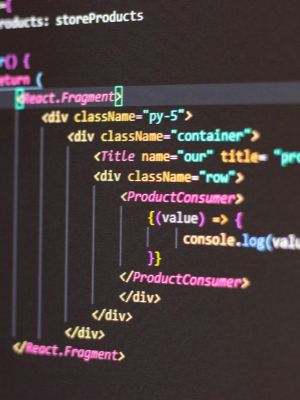 ={
roducts: storeProducts
r() {
eturn (
<React.Fragment>
<div className="py-5">
<div className="container">
<Title name="our" title= "pro
<div className="row">
<ProductConsumer>
{(value) => {
console.log(valu
}}
</ProductConsumer>
</div>
</div>
</div>
</React.Fragment>